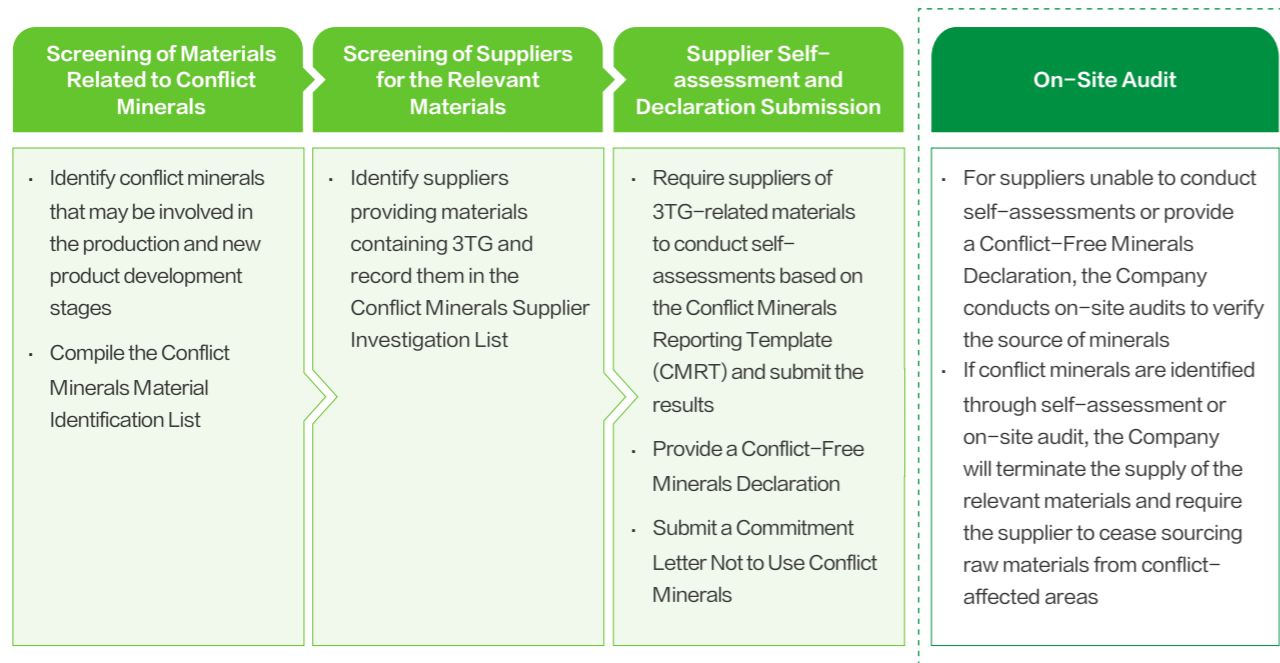 Screening of Materials
Related to Conflict
Minerals
Screening of Suppliers
for the Relevant
Materials
Supplier Self-
assessment and
Declaration Submission
On-Site Audit
· Identify conflict minerals
that may be involved in
the production and new
product development
stages
· Compile the Conflict
Minerals Material
Identification List
· Identify suppliers
providing materials
containing 3TG and
record them in the
Conflict Minerals Supplier
Investigation List
· Require suppliers of
3TG-related materials
to conduct self-
assessments based on
the Conflict Minerals
Reporting Template
(CMRT) and submit the
results
· Provide a Conflict-Free
Minerals Declaration
· Submit a Commitment
Letter Not to Use Conflict
Minerals
· For suppliers unable to conduct
self-assessments or provide
a Conflict-Free Minerals
Declaration, the Company
conducts on-site audits to verify
the source of minerals
· If conflict minerals are identified
through self-assessment or
on-site audit, the Company
will terminate the supply of the
relevant materials and require
the supplier to cease sourcing
raw materials from conflict-
affected areas